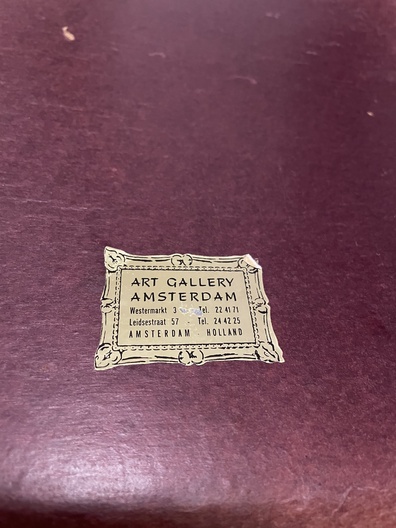 ART GALLERY
AMSTERDAM
Westermarkt 3 - Tel. 22 41 71
Leidsestraat 57 - Tel. 24 42 25
AMSTERDAM HOLLAND